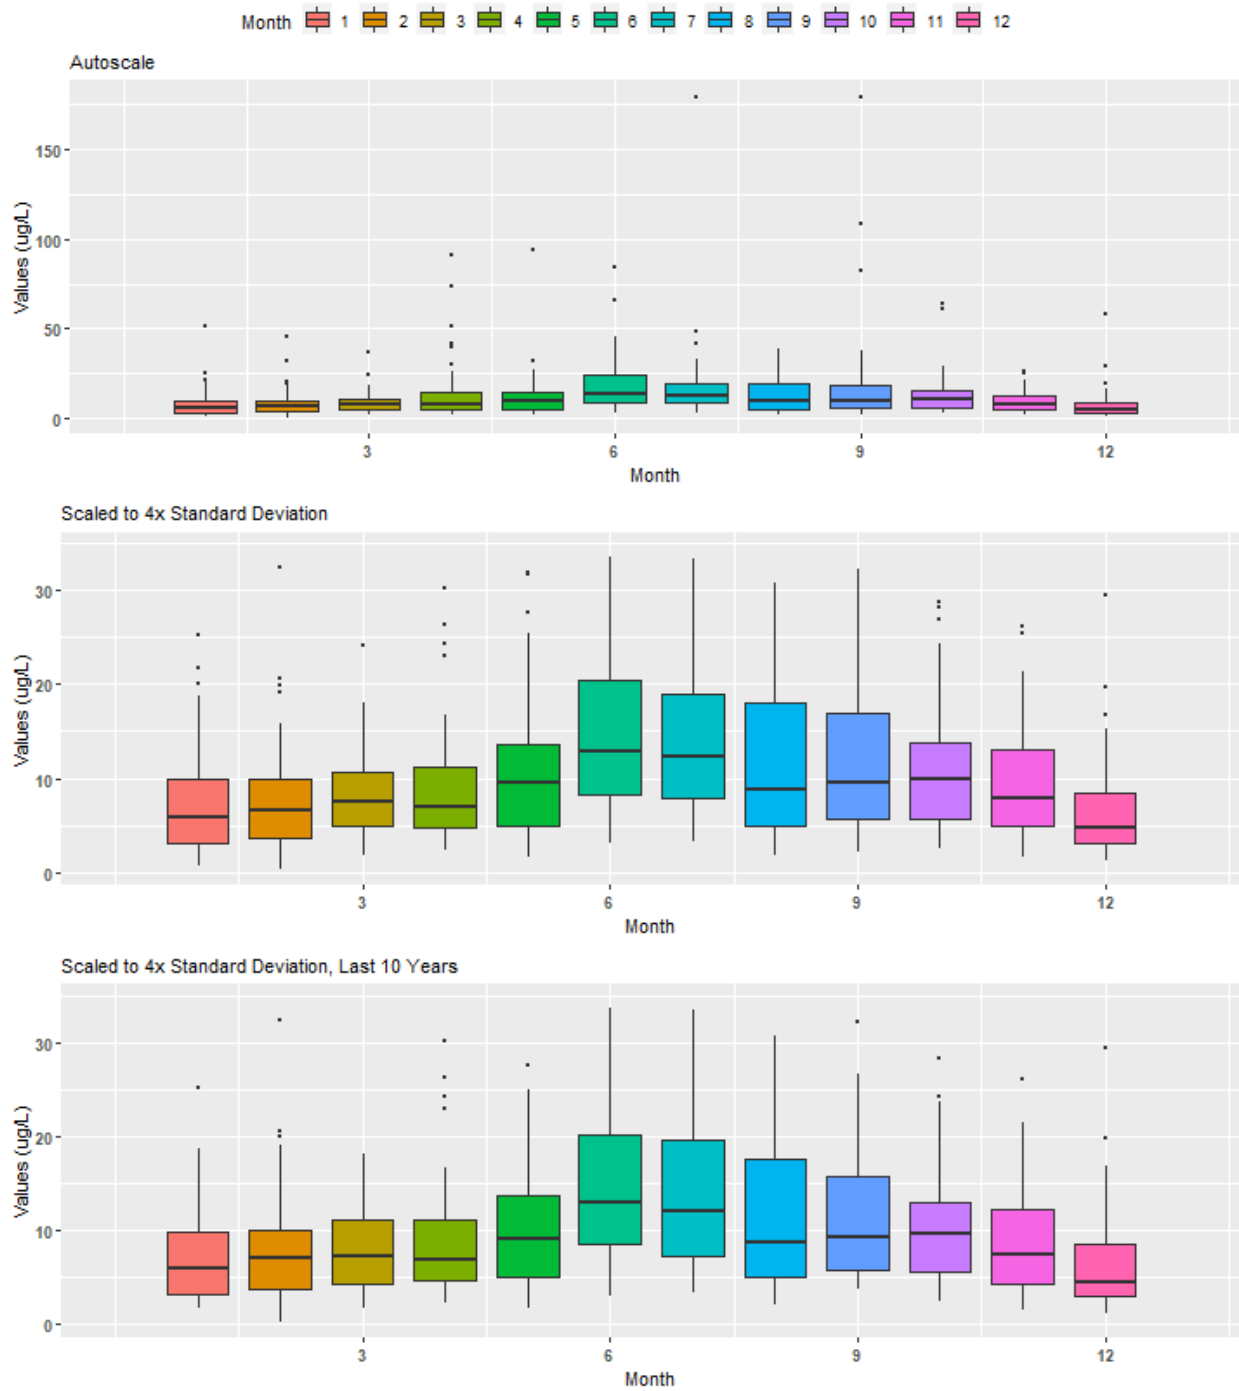 Month 1 2 3 4 5 6 7 8 9 10 11 12
Autoscale
Values (ug/L)
150
100
50
0
3 6 9 12
Month
Scaled to 4x Standard Deviation
Values (ug/L)
30
20
10
0
3 6 9 12
Month
Scaled to 4x Standard Deviation, Last 10 Years
Values (ug/L)
30
20
10
0
3 6 9 12
Month